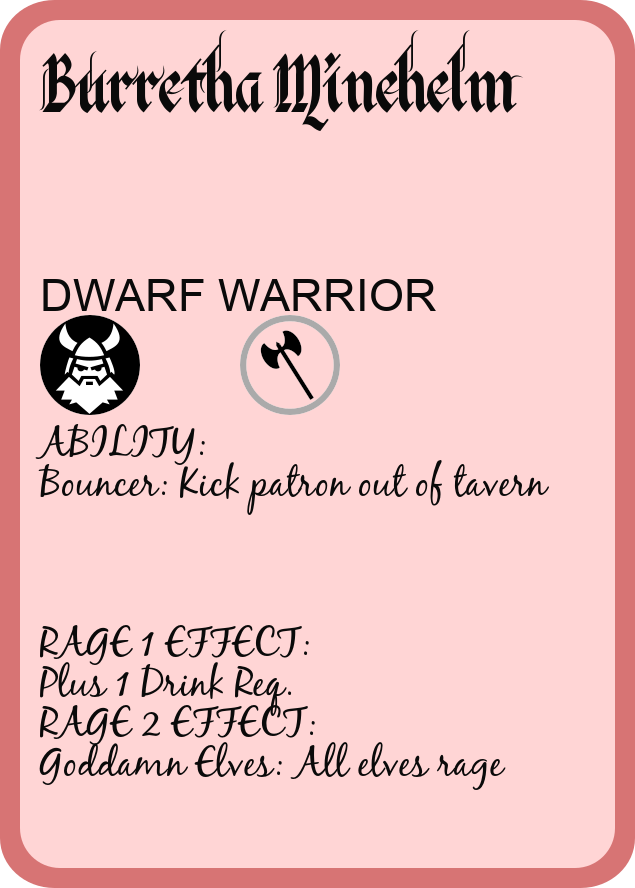 Burretha Minehelm
DWARF WARRIOR
ABILITY:
Bouncer: Kick patron out of tavern
RAGE 1 EFFECT:
Plus 1 Drink Req.
RAGE 2 EFFECT:
Goddamn Elves: All elves rage